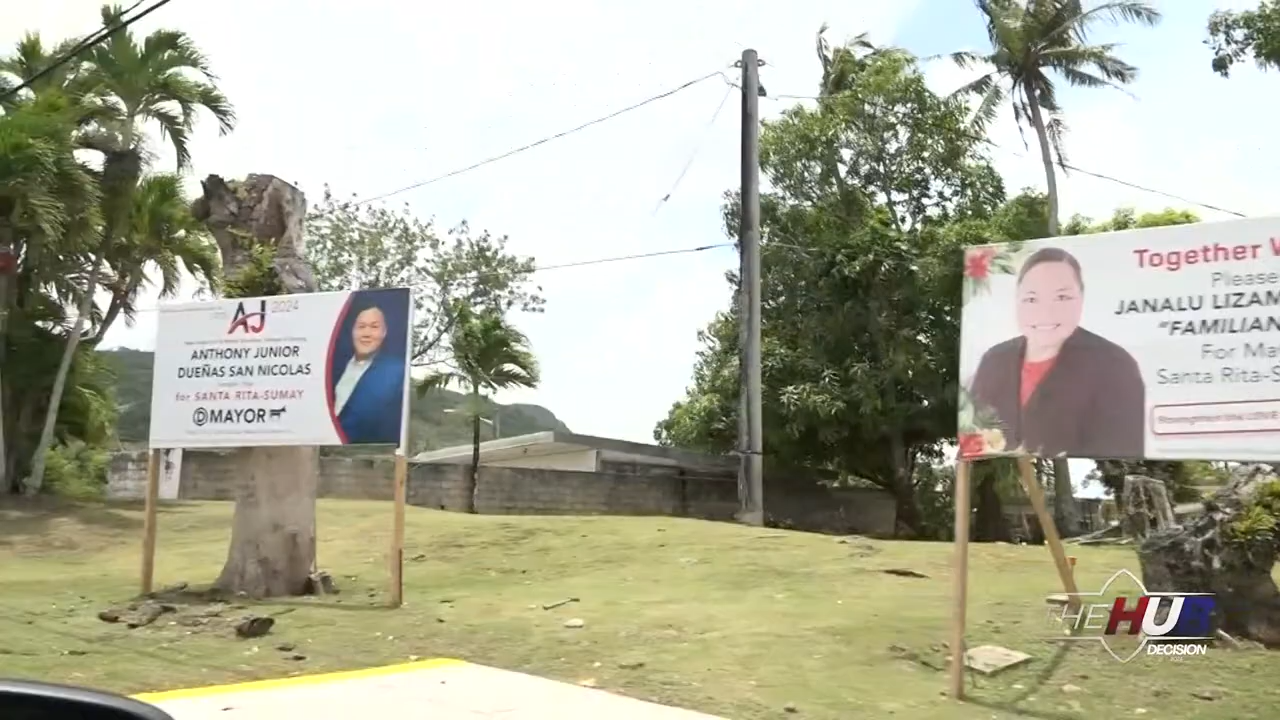 AJ 2024
ANTHONY JUNIOR
DUEÑAS SAN NICOLAS
for SANTA RITA-SUMAY
D MAYOR
Together
Please
JANALU LIZAM
"FAMILIAN
For Ma
Santa Rita-S
THE HUB
DECISION